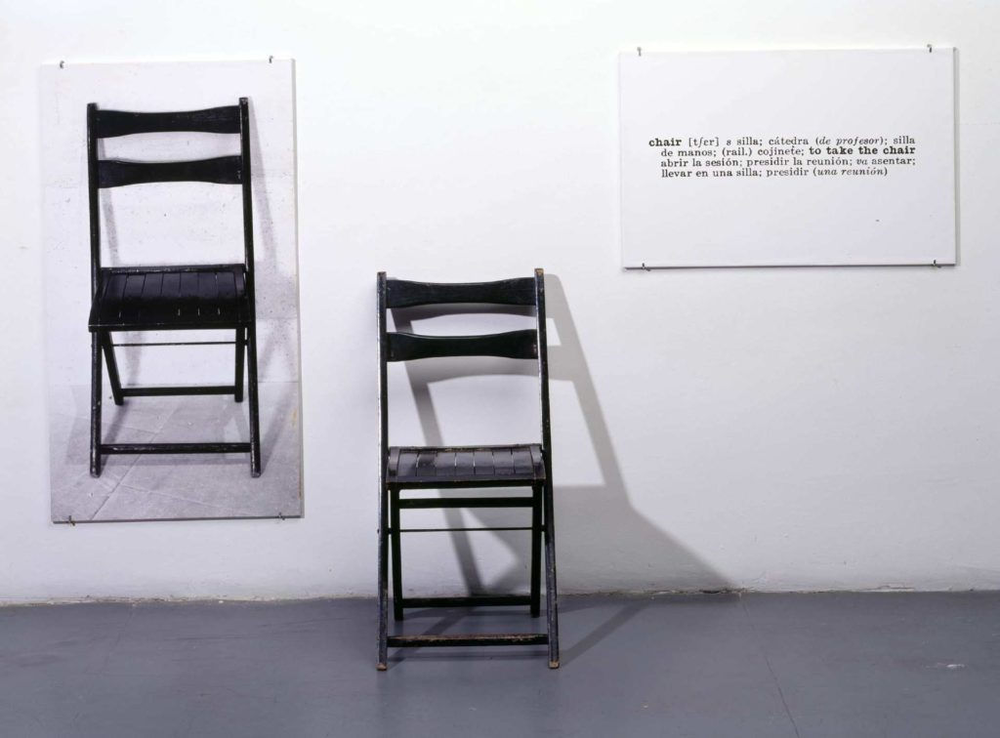 chair [tʃɛr] s silla; cátedra (de profesor); silla
de manos; (rail.) cojinete; to take the chair
abrir la sesión; presidir la reunión; va asentar;
llevar en una silla; presidir (una reunión)